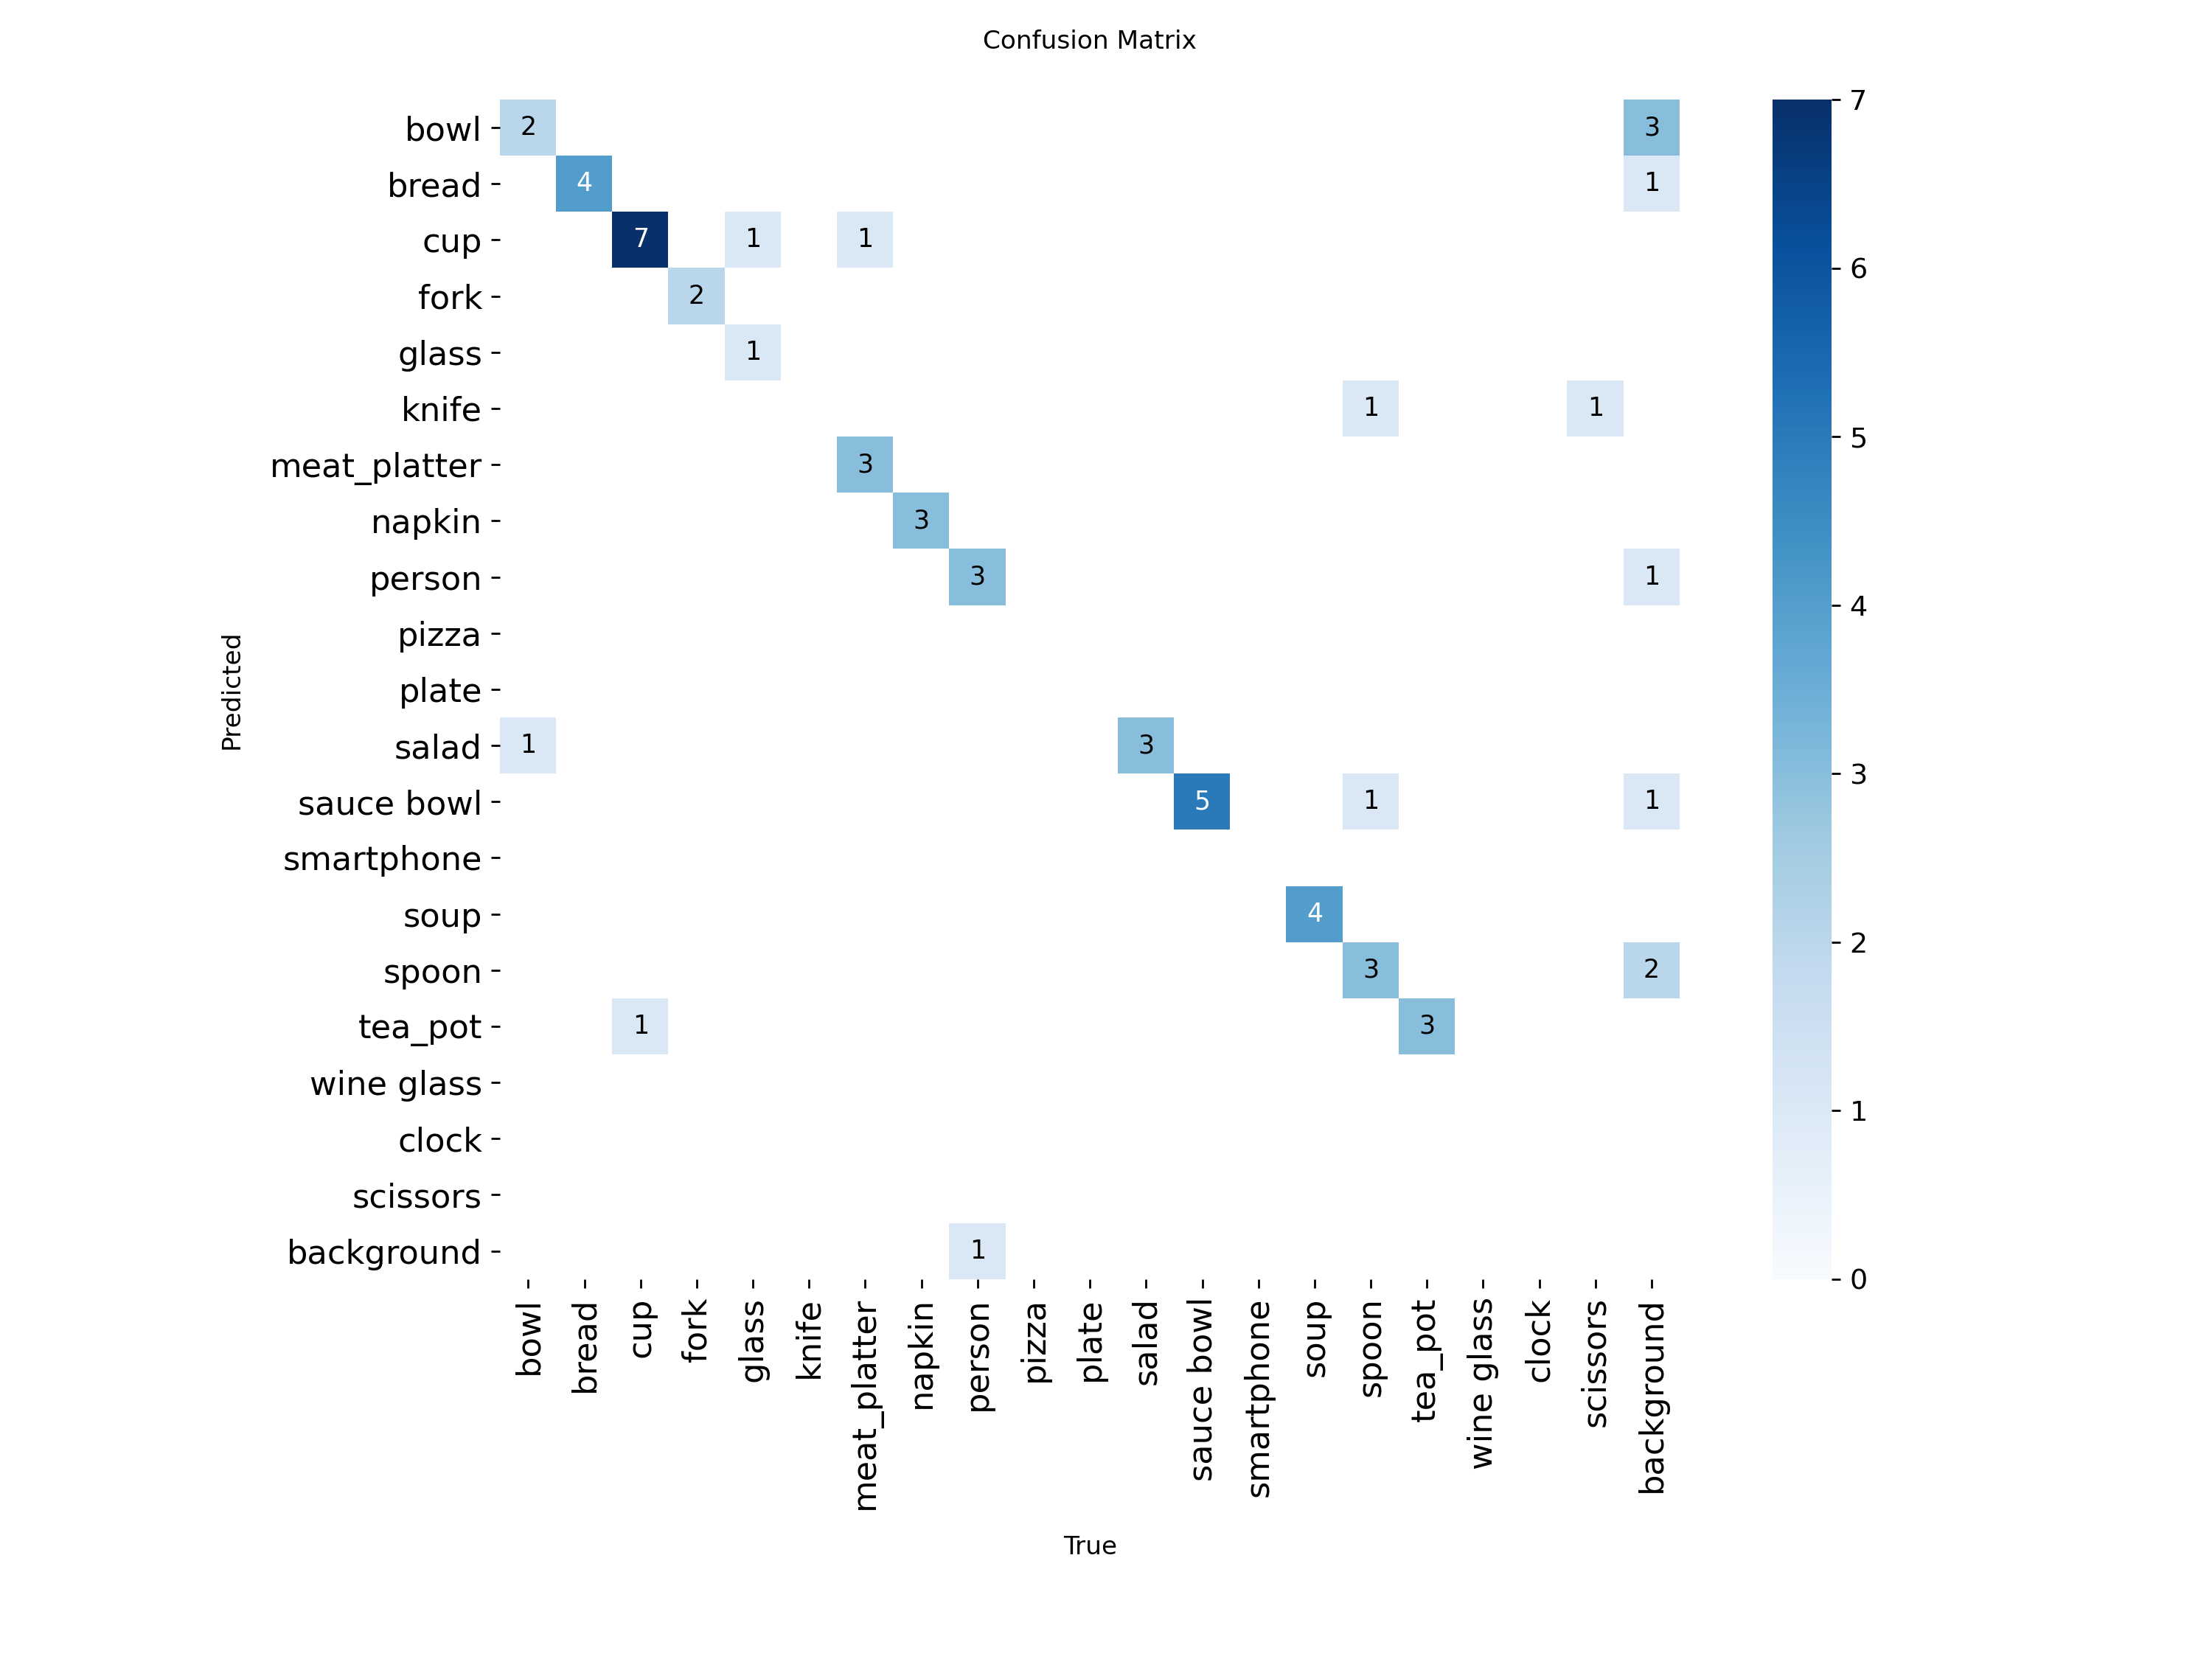 Confusion Matrix
bowl 2 3
bread 4 1
cup 7 1 1
fork 2
glass 1
knife 1 1
meat_platter 3
napkin 3
person 3 1
pizza
plate
salad 1 3
sauce bowl 5 1 1
smartphone
soup 4
spoon 3 2
tea_pot 1 3
wine glass
clock
scissors
background 1
Predicted
bowl
bread
cup
fork
glass
knife
meat_platter
napkin
person
pizza
plate
salad
sauce bowl
smartphone
soup
spoon
tea_pot
wine glass
clock
scissors
background
True
7
6
5
4
3
2
1
0